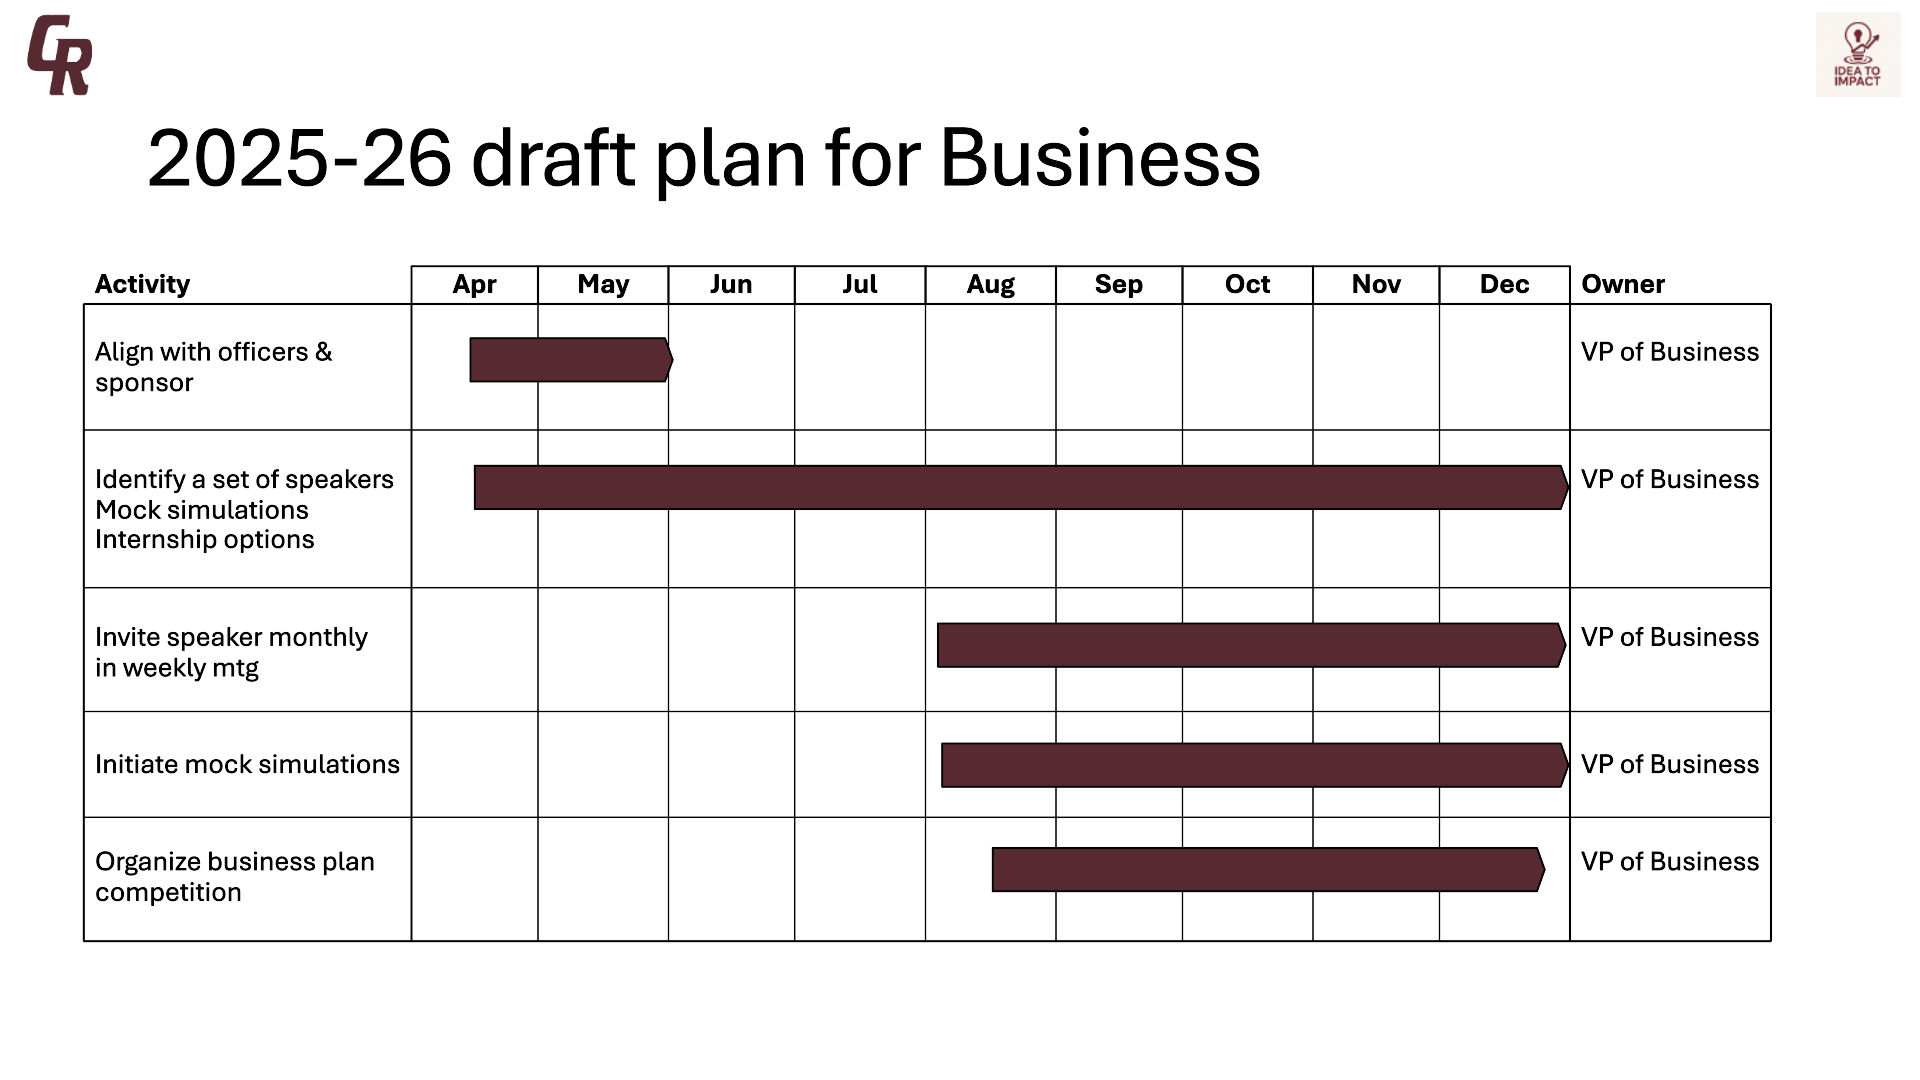 CR
IDEA TO
IMPACT
2025-26 draft plan for Business
Activity Apr May Jun Jul Aug Sep Oct Nov Dec Owner
Align with officers & VP of Business
sponsor
Identify a set of speakers VP of Business
Mock simulations
Internship options
Invite speaker monthly VP of Business
in weekly mtg
Initiate mock simulations VP of Business
Organize business plan VP of Business
competition